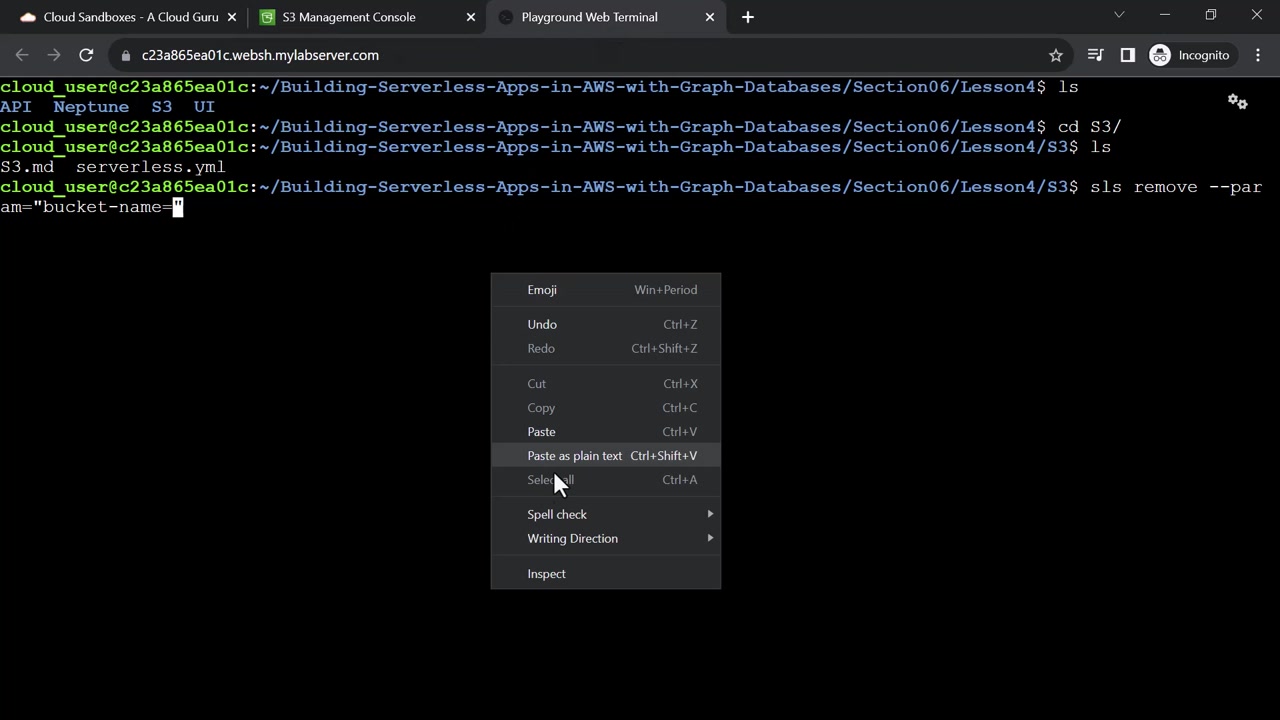 Cloud Sandboxes - A Cloud Guru
S3 Management Console
Playground Web Terminal
c23a865ea01c.websh.mylabserver.com
Incognito
cloud_user@c23a865ea01c:~/Building-Serverless-Apps-in-AWS-with-Graph-Databases/Section06/Lesson4$ ls
API Neptune S3 UI
cloud_user@c23a865ea01c:~/Building-Serverless-Apps-in-AWS-with-Graph-Databases/Section06/Lesson4$ cd S3/
cloud_user@c23a865ea01c:~/Building-Serverless-Apps-in-AWS-with-Graph-Databases/Section06/Lesson4/S3$ ls
S3.md serverless.yml
cloud_user@c23a865ea01c:~/Building-Serverless-Apps-in-AWS-with-Graph-Databases/Section06/Lesson4/S3$ sls remove --par
am="bucket-name="
Emoji Win+Period
Undo Ctrl+Z
Redo Ctrl+Shift+Z
Cut Ctrl+X
Copy Ctrl+C
Paste Ctrl+V
Paste as plain text Ctrl+Shift+V
Select all Ctrl+A
Spell check
Writing Direction
Inspect